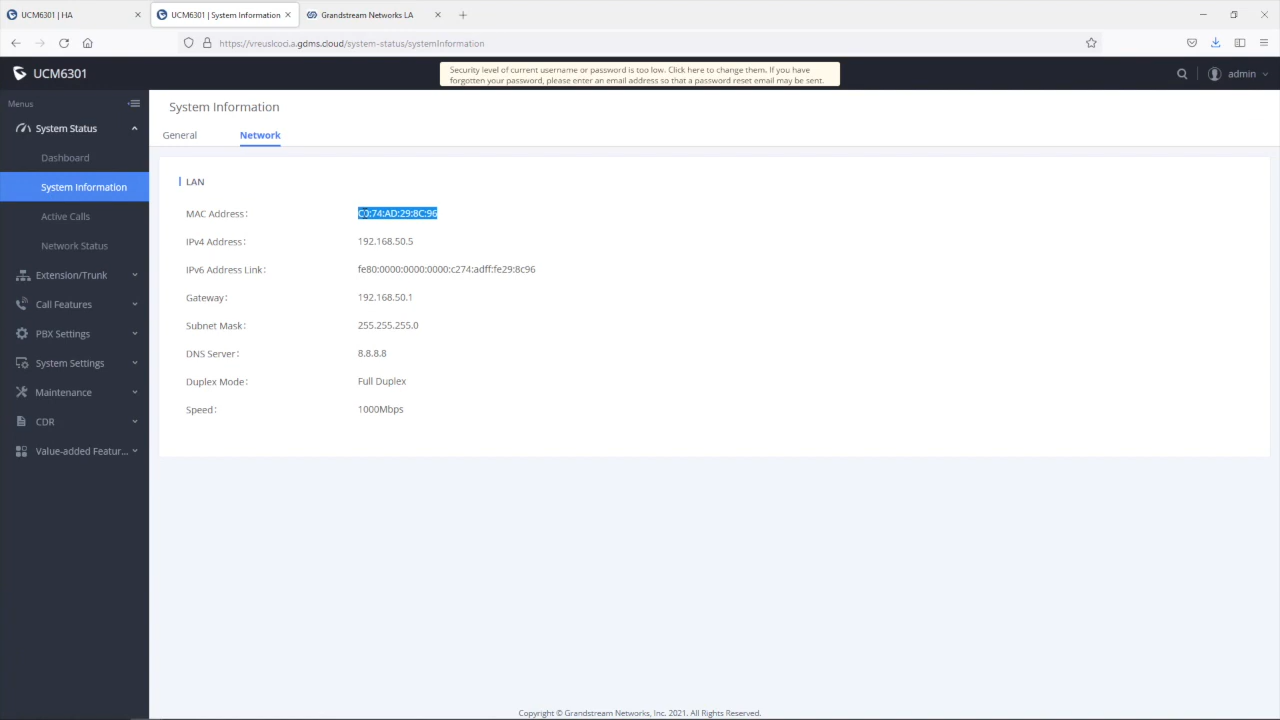 UCM6301 | HA
UCM6301 | System Information
Grandstream Networks LA
https://vreuslcoci.a.gdms.cloud/system-status/systemInformation
UCM6301
Security level of current username or password is too low. Click here to change them. If you have
forgotten your password, please enter an email address so that a password reset email may be sent.
admin
Menus
System Status
Dashboard
System Information
Active Calls
Network Status
Extension/Trunk
Call Features
PBX Settings
System Settings
Maintenance
CDR
Value-added Featur...
System Information
General
Network
LAN
MAC Address:
C0:74:AD:29:8C:96
IPv4 Address:
192.168.50.5
IPv6 Address Link:
fe80:0000:0000:0000:c274:adff:fe29:8c96
Gateway:
192.168.50.1
Subnet Mask:
255.255.255.0
DNS Server:
8.8.8.8
Duplex Mode:
Full Duplex
Speed:
1000Mbps
Copyright © Grandstream Networks, Inc. 2021. All Rights Reserved.